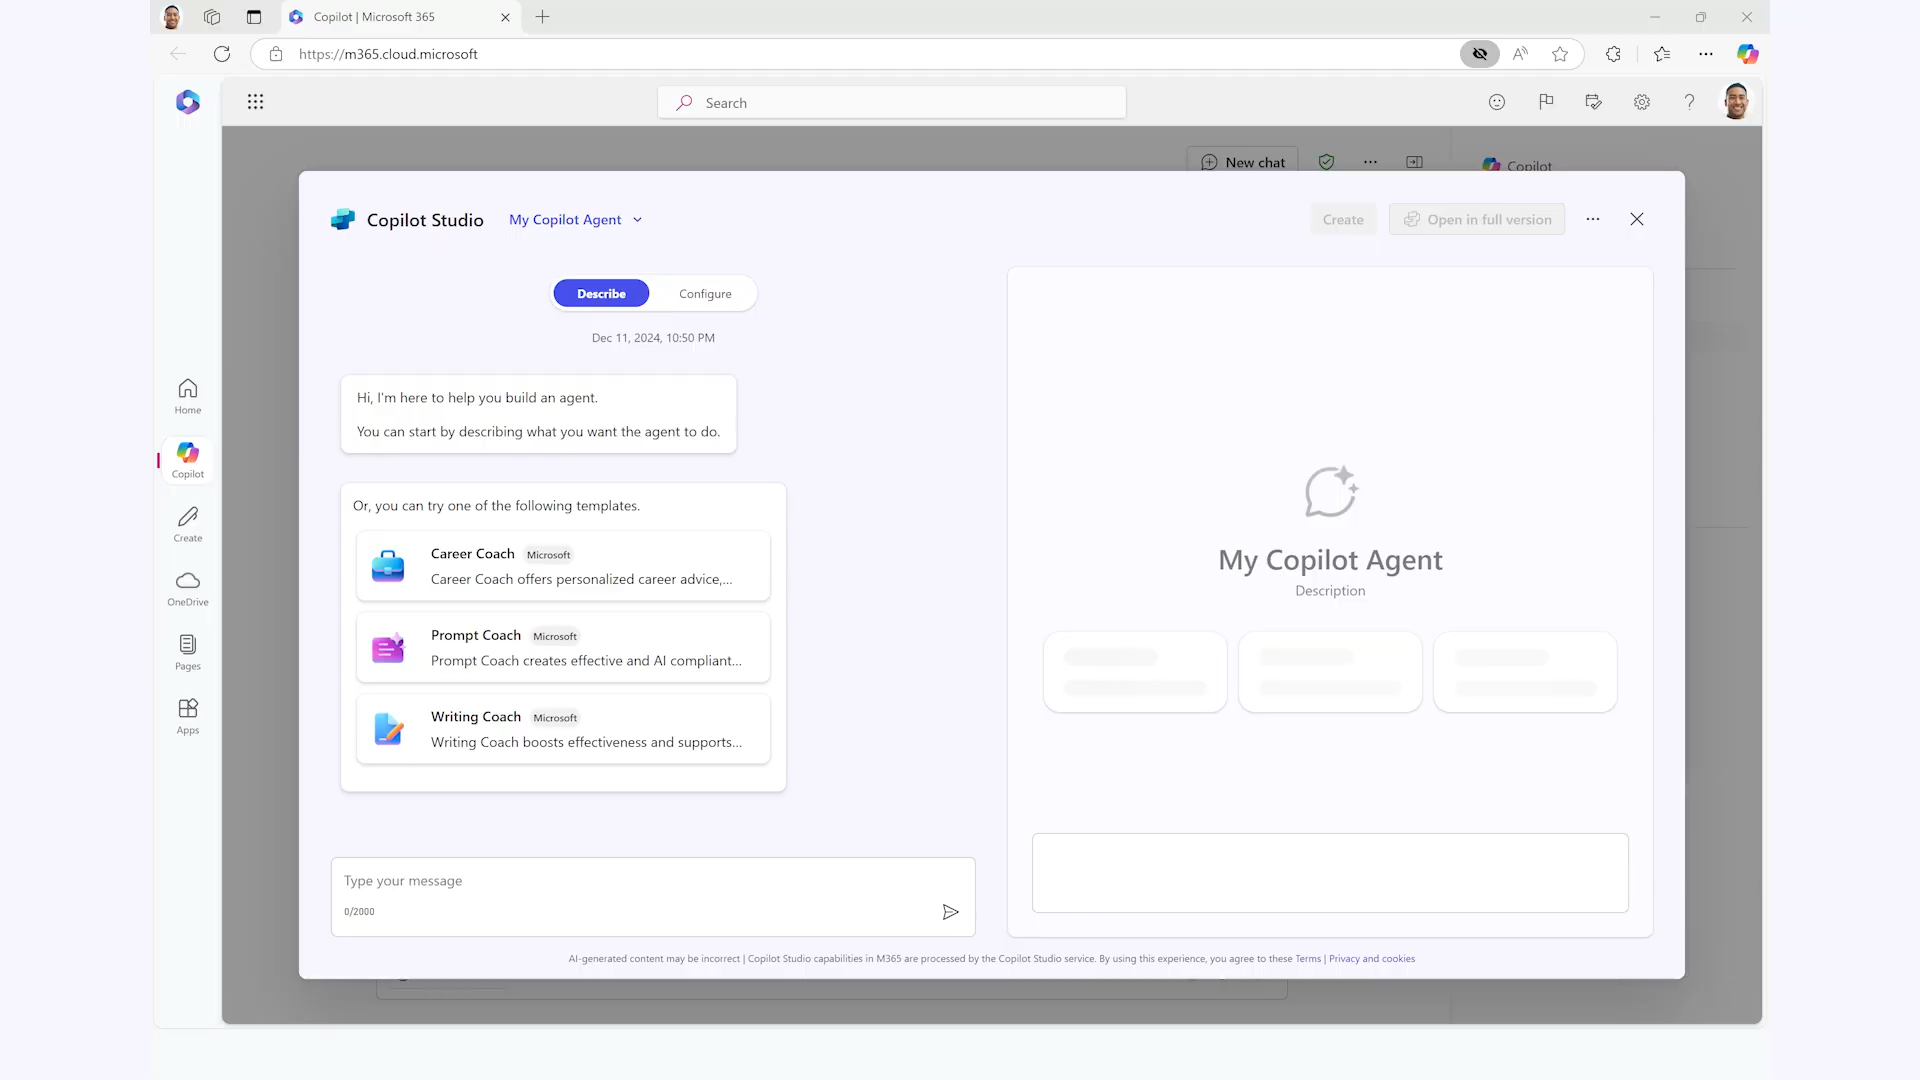 Copilot | Microsoft 365
https://m365.cloud.microsoft
Search
New chat
Copilot
Copilot Studio
My Copilot Agent
Create
Open in full version
Describe
Configure
Dec 11, 2024, 10:50 PM
Hi, I'm here to help you build an agent.
You can start by describing what you want the agent to do.
Or, you can try one of the following templates.
Career Coach Microsoft
Career Coach offers personalized career advice,...
Prompt Coach Microsoft
Prompt Coach creates effective and AI compliant...
Writing Coach Microsoft
Writing Coach boosts effectiveness and supports...
Type your message
0/2000
My Copilot Agent
Description
AI-generated content may be incorrect | Copilot Studio capabilities in M365 are processed by the Copilot Studio service. By using this experience, you agree to these Terms | Privacy and cookies
Home
Copilot
Create
OneDrive
Pages
Apps